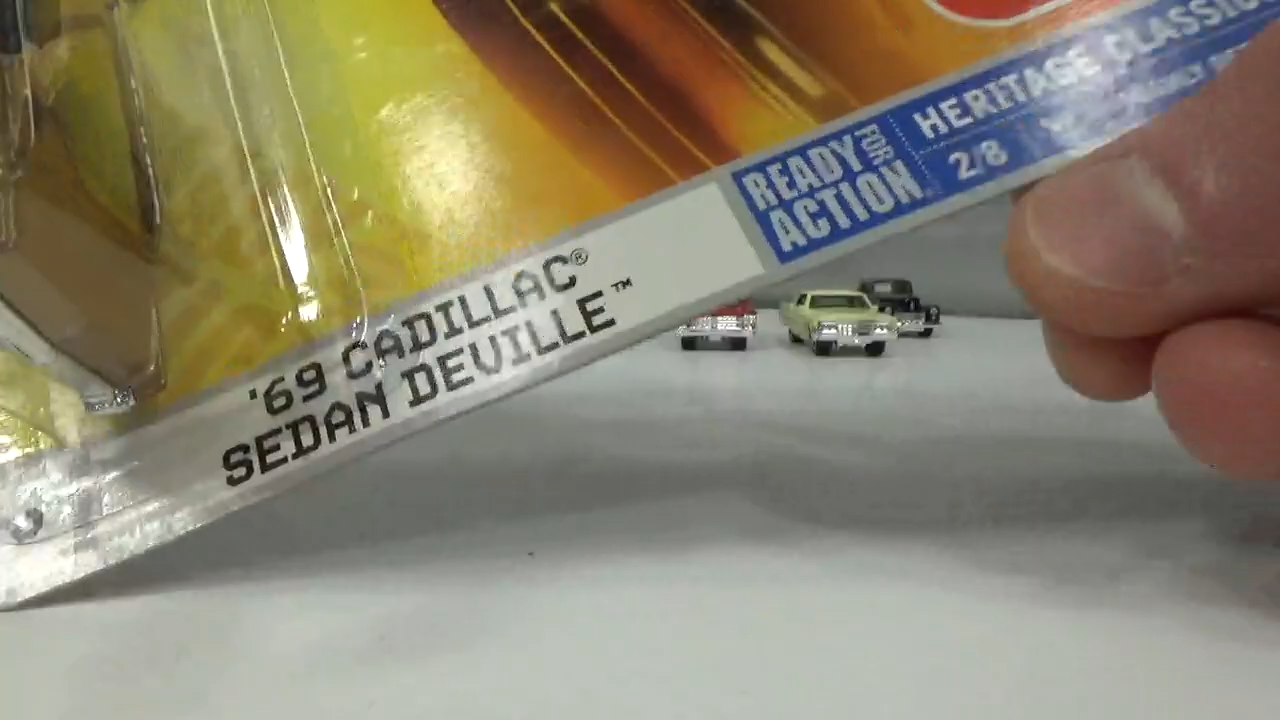 '69 CADILLAC®
SEDAN DEVILLE™
READY FOR ACTION
HERITAGE CLASSIC
2/8